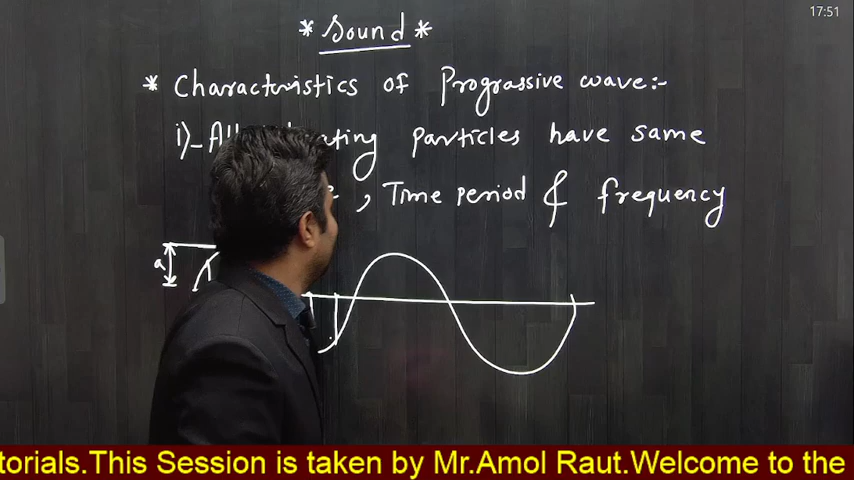 17:51
* Sound *
* Characteristics of Progressive wave:-
i)- All ating particles have same
, Time period & frequency
a
torials.This Session is taken by Mr.Amol Raut.Welcome to the